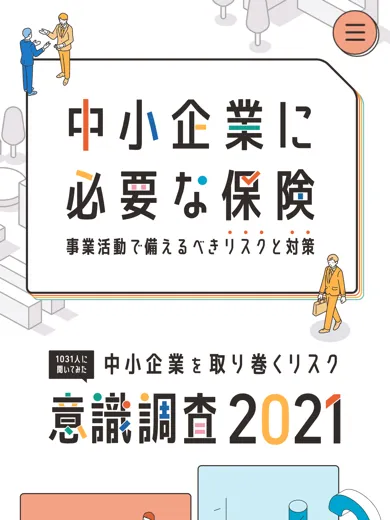 中小企業に
必要な保険
事業活動で備えるべきリスクと対策
1031人に
聞いてみた
中小企業を取り巻くリスク
意識調査2021